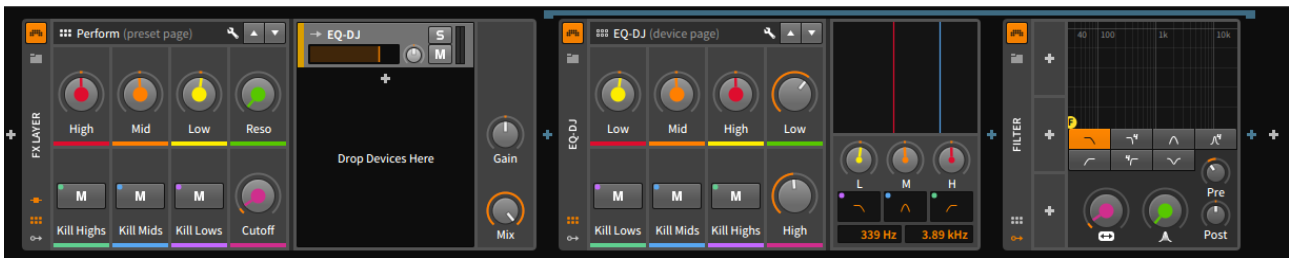 FX LAYER
Perform (preset page)
High Mid Low Reso
M M M
Kill Highs Kill Mids Kill Lows Cutoff
EQ-DJ S
M
+
Drop Devices Here
Gain
Mix
EQ-DJ
EQ-DJ (device page)
Low Mid High Low
M M M
Kill Lows Kill Mids Kill Highs High
L M H
339 Hz 3.89 kHz
FILTER
40 100 1k 10k
F
Pre
Post